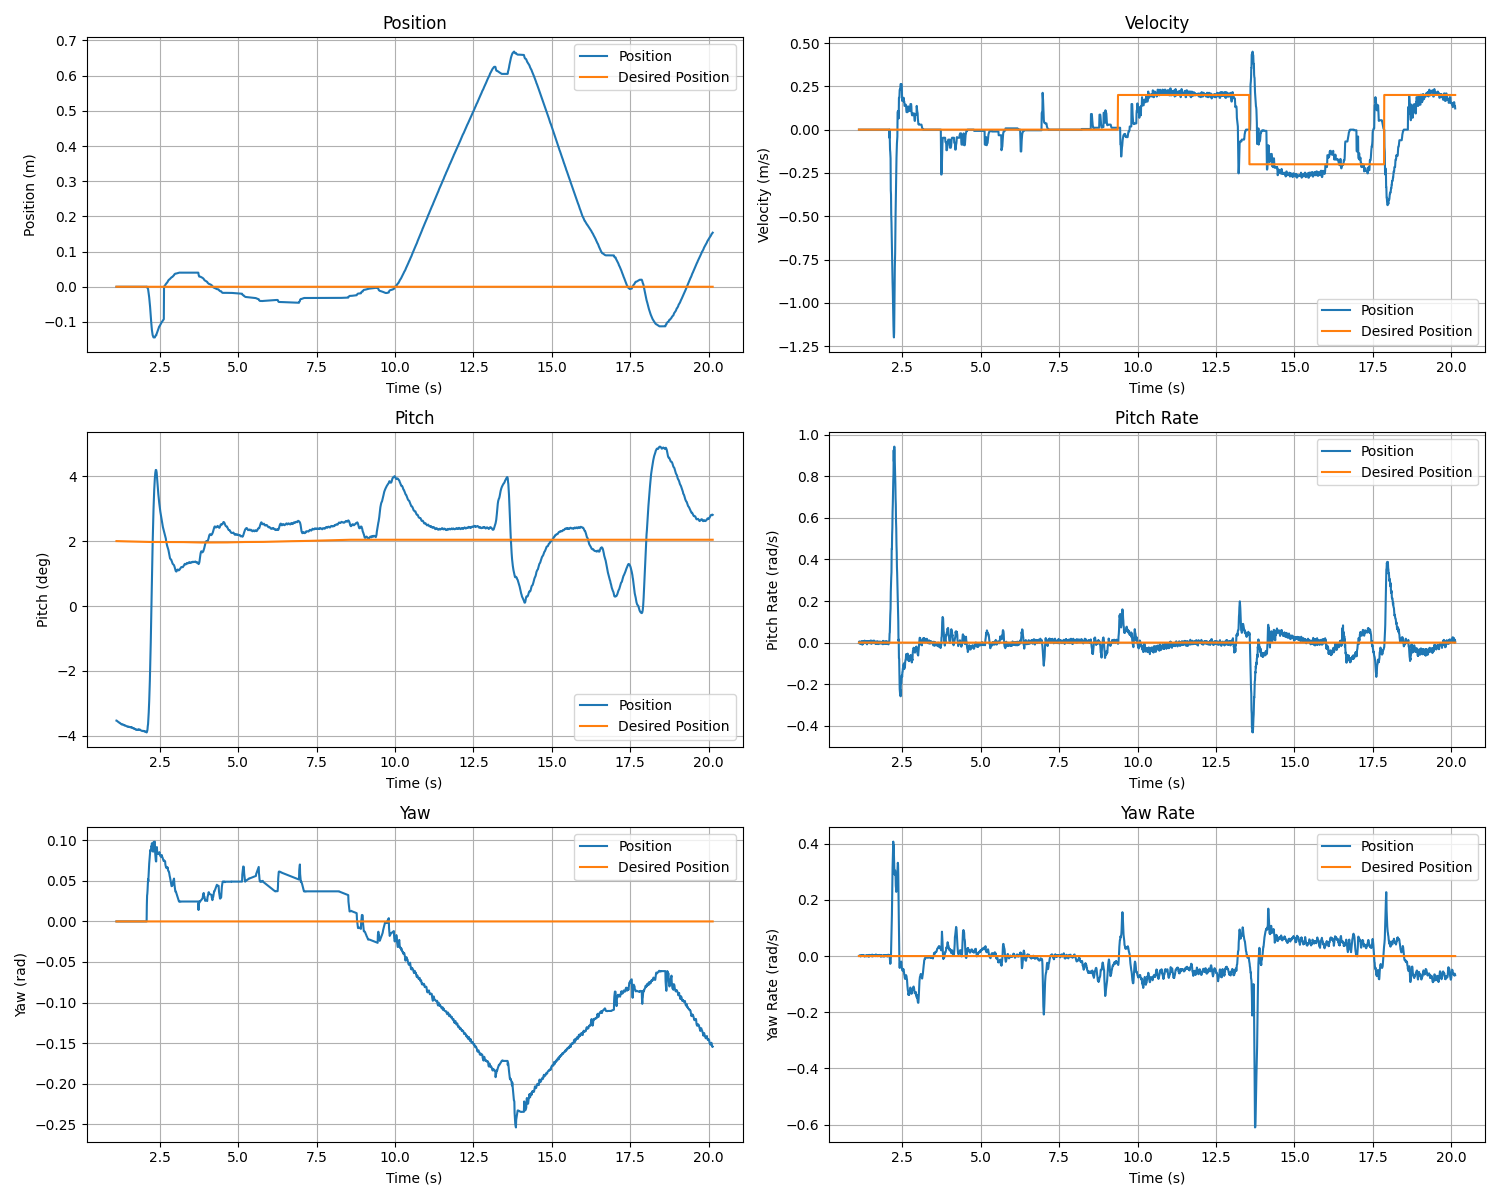 Position
0.7
0.6
0.5
0.4
0.3
0.2
0.1
0.0
−0.1
Position (m)
Position
Desired Position
2.5 5.0 7.5 10.0 12.5 15.0 17.5 20.0
Time (s)
Velocity
0.50
0.25
0.00
−0.25
−0.50
−0.75
−1.00
−1.25
Velocity (m/s)
Position
Desired Position
2.5 5.0 7.5 10.0 12.5 15.0 17.5 20.0
Time (s)
Pitch
4
2
0
−2
−4
Pitch (deg)
Position
Desired Position
2.5 5.0 7.5 10.0 12.5 15.0 17.5 20.0
Time (s)
Pitch Rate
1.0
0.8
0.6
0.4
0.2
0.0
−0.2
−0.4
Pitch Rate (rad/s)
Position
Desired Position
2.5 5.0 7.5 10.0 12.5 15.0 17.5 20.0
Time (s)
Yaw
0.10
0.05
0.00
−0.05
−0.10
−0.15
−0.20
−0.25
Yaw (rad)
Position
Desired Position
2.5 5.0 7.5 10.0 12.5 15.0 17.5 20.0
Time (s)
Yaw Rate
0.4
0.2
0.0
−0.2
−0.4
−0.6
Yaw Rate (rad/s)
Position
Desired Position
2.5 5.0 7.5 10.0 12.5 15.0 17.5 20.0
Time (s)